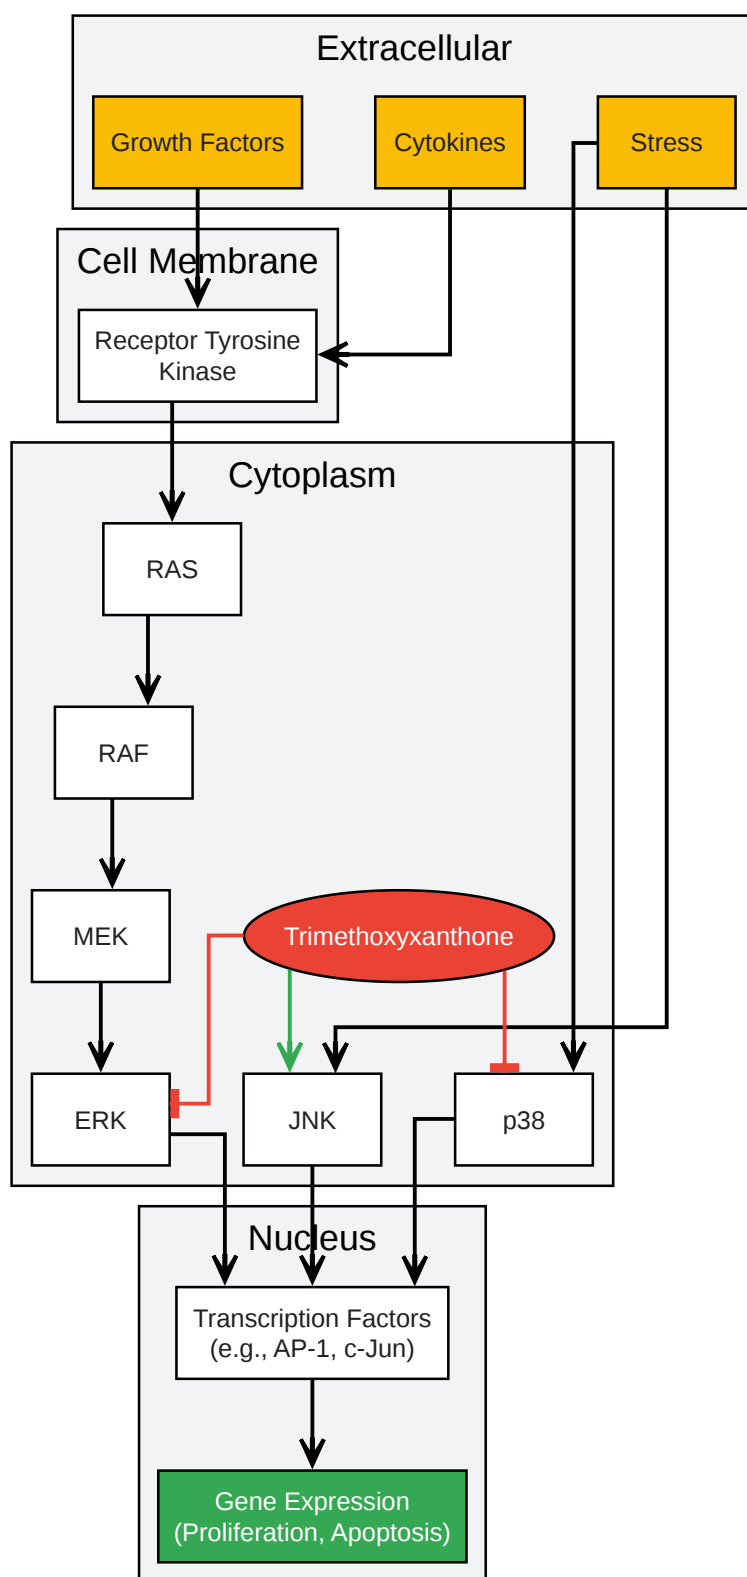 Extracellular
Growth Factors
Cytokines
Stress
Cell Membrane
Receptor Tyrosine
Kinase
Cytoplasm
RAS
RAF
MEK
Trimethoxyxanthone
ERK
JNK
p38
Nucleus
Transcription Factors
(e.g., AP-1, c-Jun)
Gene Expression
(Proliferation, Apoptosis)